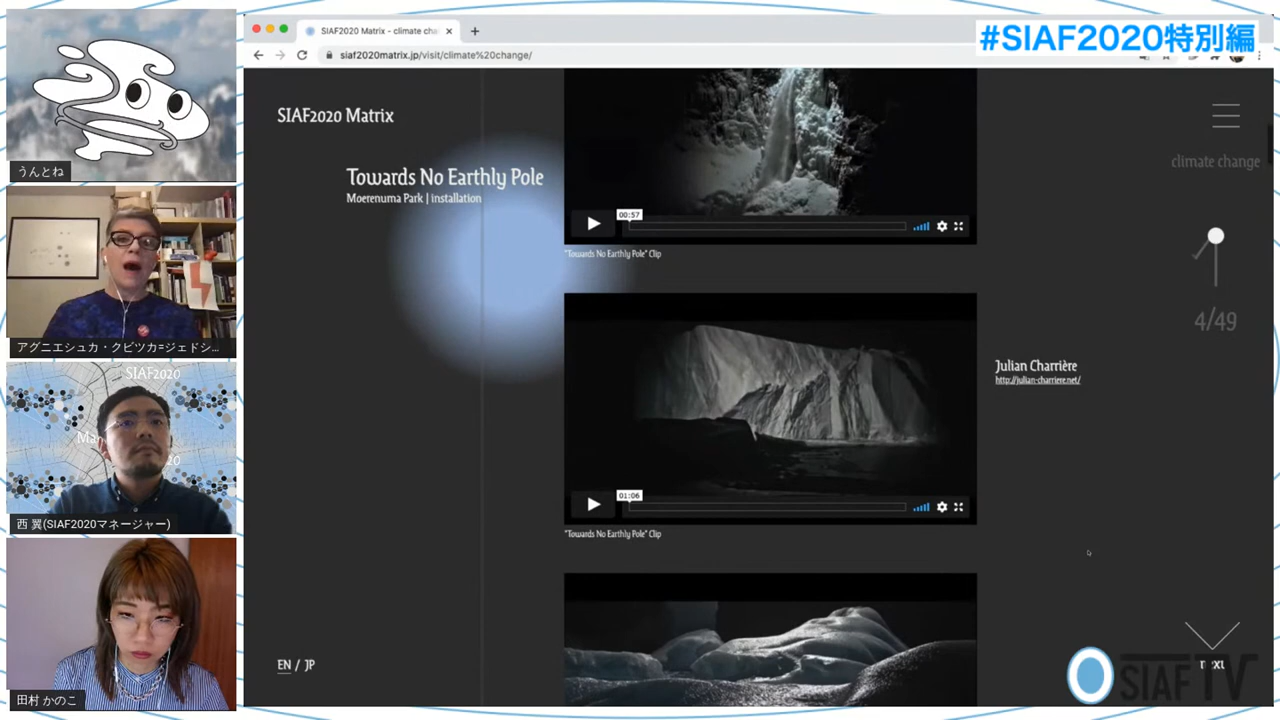 #SIAF2020特別編
SIAF2020 Matrix - climate cha
siaf2020matrix.jp/visit/climate%20change/
SIAF2020 Matrix
Towards No Earthly Pole
Moerenuma Park | installation
climate change
4/49
00:57
"Towards No Earthly Pole" Clip
Julian Charrière
http://julian-charriere.net/
01:06
"Towards No Earthly Pole" Clip
EN / JP
next
SIAF TV
うんとね
アグニエシュカ・クビツカ=ジェドシ...
SIAF2020
Ma
20
西 翼(SIAF2020マネージャー)
田村 かのこ